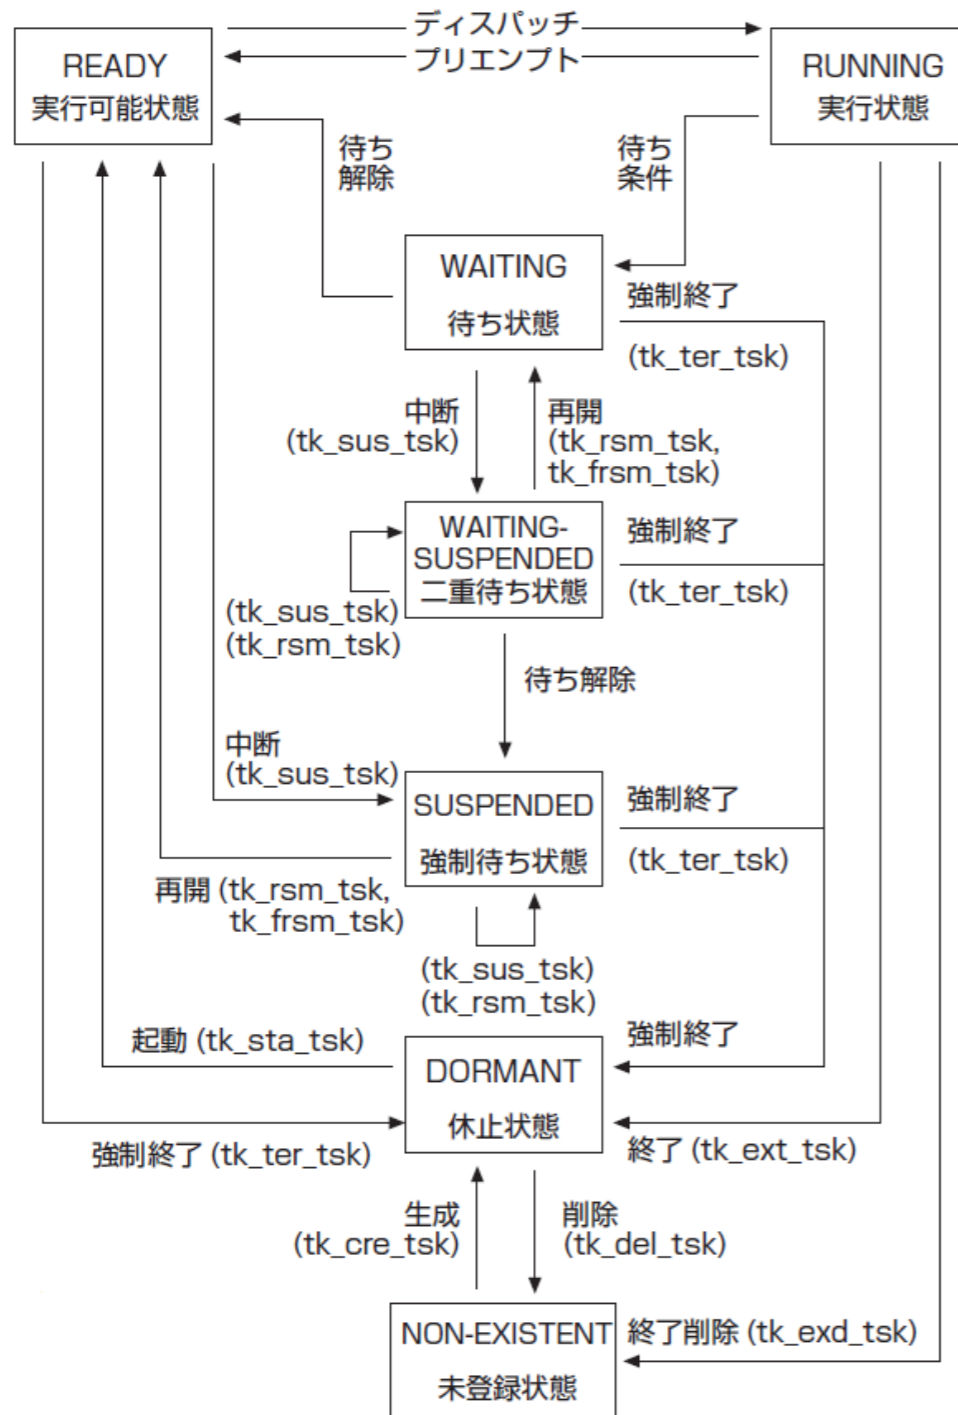 ディスパッチ
プリエンプト
READY
実行可能状態
RUNNING
実行状態
待ち
解除
待ち
条件
WAITING
待ち状態
強制終了
(tk_ter_tsk)
中断
(tk_sus_tsk)
再開
(tk_rsm_tsk,
tk_frsm_tsk)
WAITING-
SUSPENDED
二重待ち状態
強制終了
(tk_ter_tsk)
(tk_sus_tsk)
(tk_rsm_tsk)
待ち解除
中断
(tk_sus_tsk)
SUSPENDED
強制待ち状態
強制終了
(tk_ter_tsk)
再開 (tk_rsm_tsk,
tk_frsm_tsk)
(tk_sus_tsk)
(tk_rsm_tsk)
起動 (tk_sta_tsk)
強制終了
DORMANT
休止状態
強制終了 (tk_ter_tsk)
終了 (tk_ext_tsk)
生成
(tk_cre_tsk)
削除
(tk_del_tsk)
NON-EXISTENT
未登録状態
終了削除 (tk_exd_tsk)